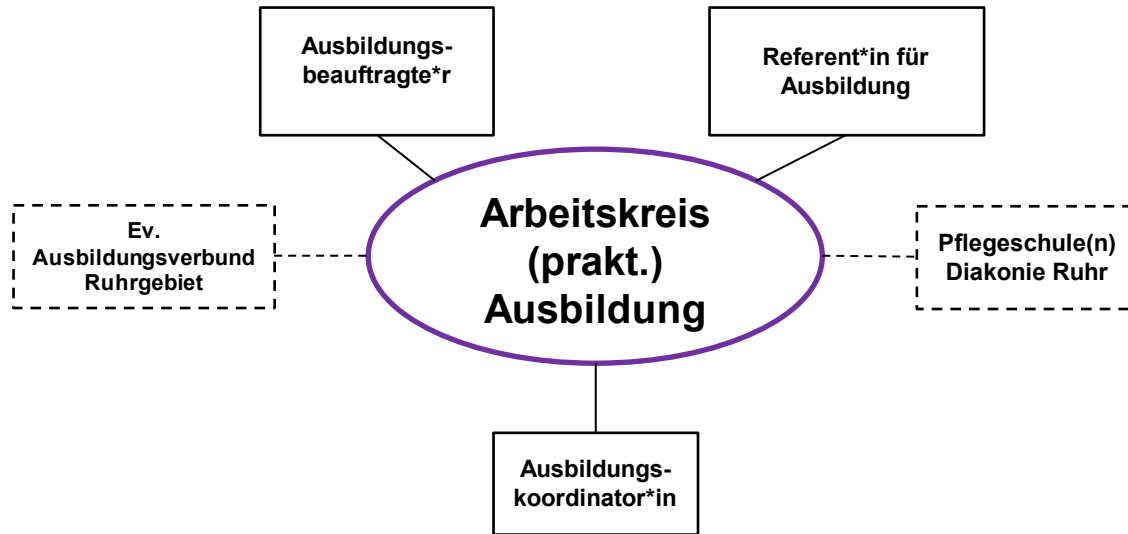 Ausbildungs-
beauftragte*r
Referent*in für
Ausbildung
Ev.
Ausbildungsverbund
Ruhrgebiet
Arbeitskreis
(prakt.)
Ausbildung
Pflegeschule(n)
Diakonie Ruhr
Ausbildungs-
koordinator*in